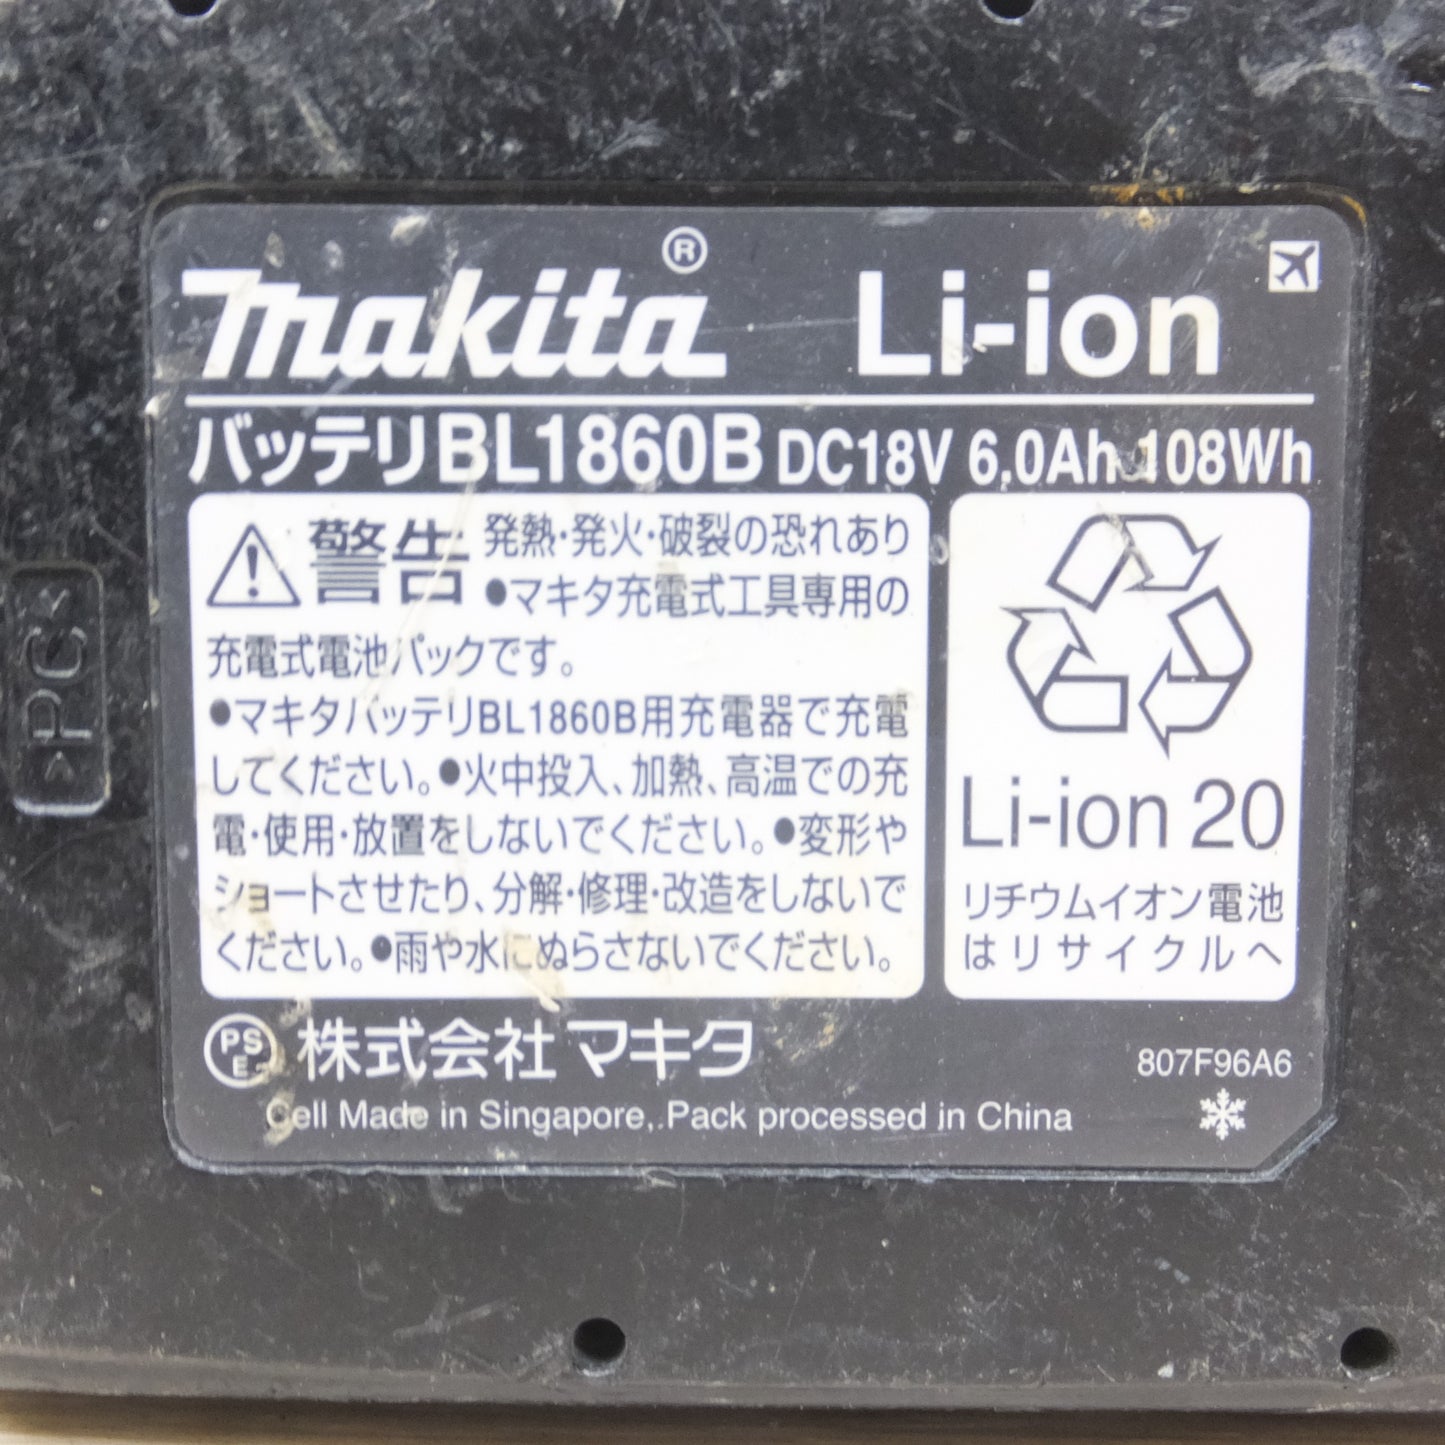 makita® Li-ion
バッテリBL1860B DC18V 6.0Ah 108Wh
警告 発熱・発火・破裂の恐れあり
●マキタ充電式工具専用の
充電式電池パックです。
●マキタバッテリBL1860B用充電器で充電
してください。●火中投入、加熱、高温での充
電・使用・放置をしないでください。●変形や
ショートさせたり、分解・修理・改造をしないで
ください。●雨や水にぬらさないでください。
Li-ion 20
リチウムイオン電池
はリサイクルへ
PS
E
株式会社マキタ
807F96A6
Cell Made in Singapore, Pack processed in China
>PC<